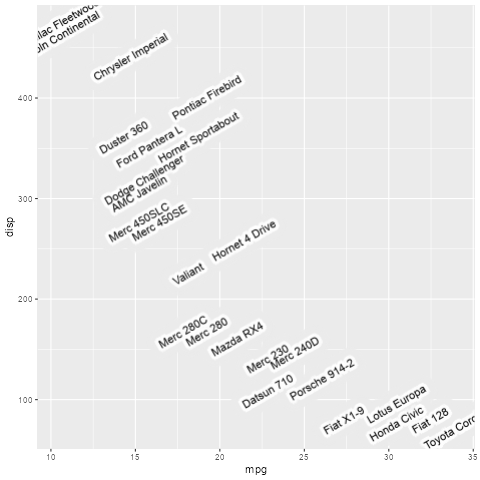 Fleetwood
Continental
Chrysler Imperial
Pontiac Firebird
Duster 360
Hornet Sportabout
Ford Pantera L
Dodge Challenger
AMC Javelin
Merc 450SLC
Merc 450SE
Hornet 4 Drive
Valiant
Merc 280C
Merc 280
Mazda RX4
Merc 230
Merc 240D
Datsun 710
Porsche 914-2
Fiat X1-9
Lotus Europa
Honda Civic
Fiat 128
Toyota
400
300
200
100
disp
10
15
20
25
30
35
mpg